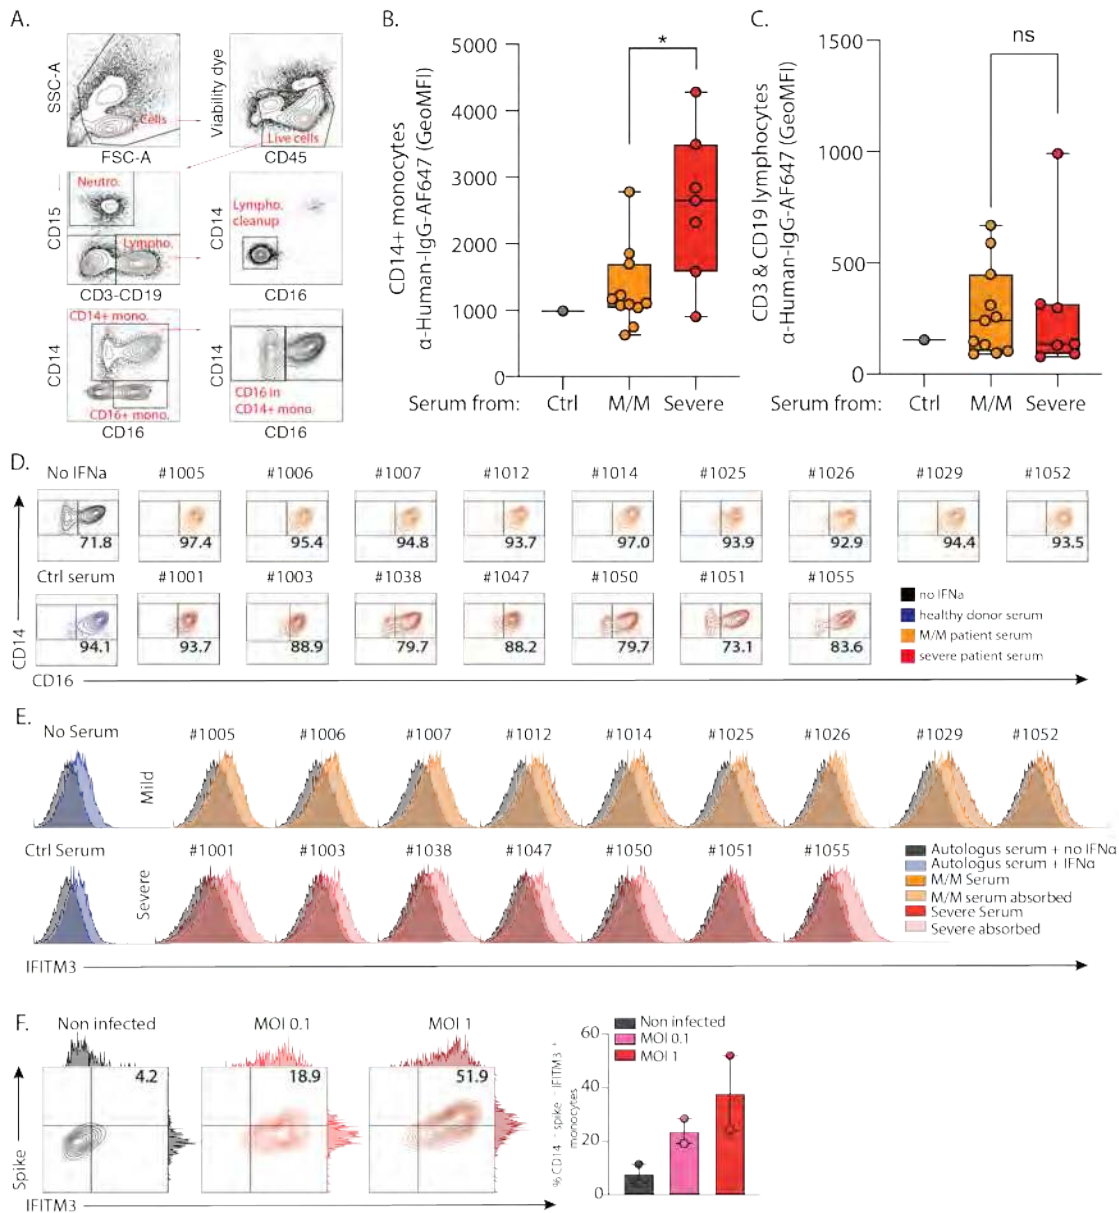 A.
SSC-A
Cells
FSC-A
Viability dye
Live cells
CD45
Neutro.
CD15
Lympho.
CD3-CD19
Lympho.
cleanup
CD14
CD16
CD14+ mono.
CD14
CD16+ mono.
CD16
CD14
CD16 in
CD14+ mono.
CD16
B.
CD14+ monocytes
α-Human-IgG-AF647 (GeoMFI)
5000
4000
3000
2000
1000
0
*
Serum from: Ctrl M/M Severe
C.
CD3 & CD19 lymphocytes
α-Human-IgG-AF647 (GeoMFI)
1500
1000
500
0
ns
Serum from: Ctrl M/M Severe
D.
No IFNa #1005 #1006 #1007 #1012 #1014 #1025 #1026 #1029 #1052
71.8 97.4 95.4 94.8 93.7 97.0 93.9 92.9 94.4 93.5
Ctrl serum #1001 #1003 #1038 #1047 #1050 #1051 #1055
94.1 93.7 88.9 79.7 88.2 79.7 73.1 83.6
CD14
CD16
no IFNa
healthy donor serum
M/M patient serum
severe patient serum
E.
No Serum #1005 #1006 #1007 #1012 #1014 #1025 #1026 #1029 #1052
Mild
Ctrl Serum #1001 #1003 #1038 #1047 #1050 #1051 #1055
Severe
IFITM3
Autologus serum + no IFNα
Autologus serum + IFNα
M/M Serum
M/M serum absorbed
Severe Serum
Severe absorbed
F.
Non infected MOI 0.1 MOI 1
4.2 18.9 51.9
Spike
IFITM3
Non infected
MOI 0.1
MOI 1
% CD14 spike IFITM3
monocytes
60
40
20
0